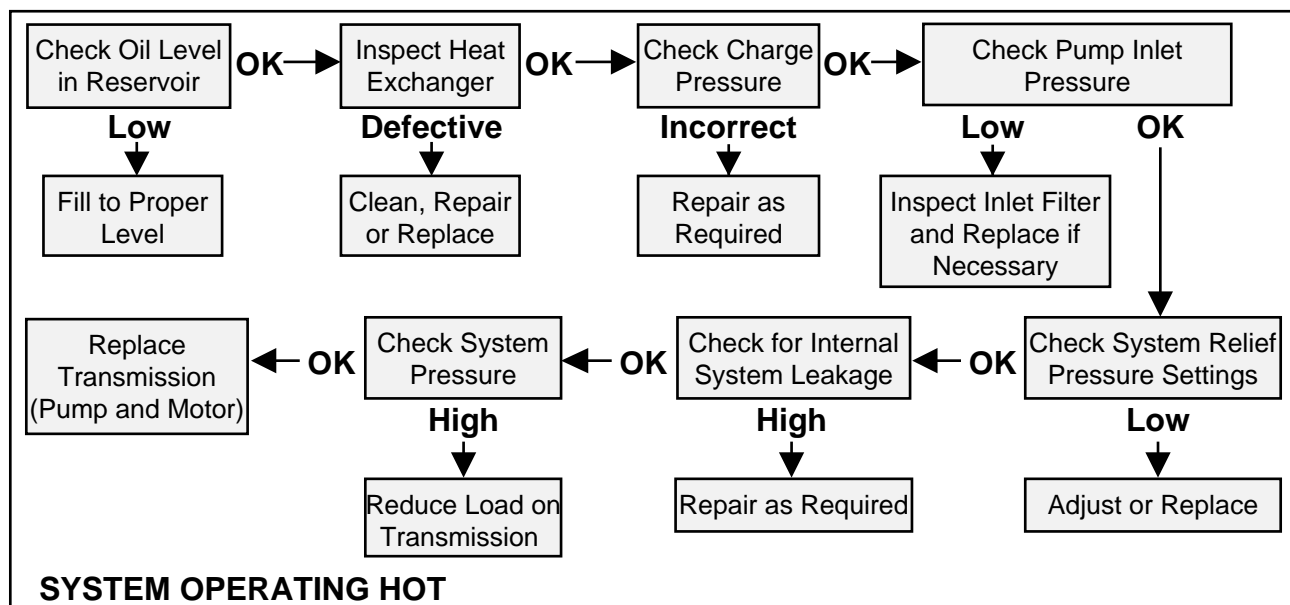 Check Oil Level
in Reservoir
OK
Inspect Heat
Exchanger
OK
Check Charge
Pressure
OK
Check Pump Inlet
Pressure
Low
Defective
Incorrect
Low
OK
Fill to Proper
Level
Clean, Repair
or Replace
Repair as
Required
Inspect Inlet Filter
and Replace if
Necessary
Replace
Transmission
(Pump and Motor)
OK
Check System
Pressure
OK
Check for Internal
System Leakage
OK
Check System Relief
Pressure Settings
High
High
Low
Reduce Load on
Transmission
Repair as Required
Adjust or Replace
SYSTEM OPERATING HOT